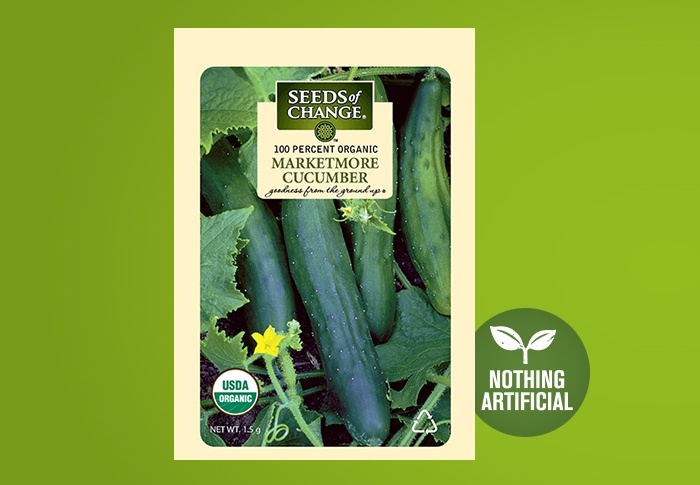 SEEDS of
CHANGE®
™
100 PERCENT ORGANIC
MARKETMORE
CUCUMBER
goodness from the ground up®
USDA
ORGANIC
NET WT. 1.5 g
NOTHING
ARTIFICIAL